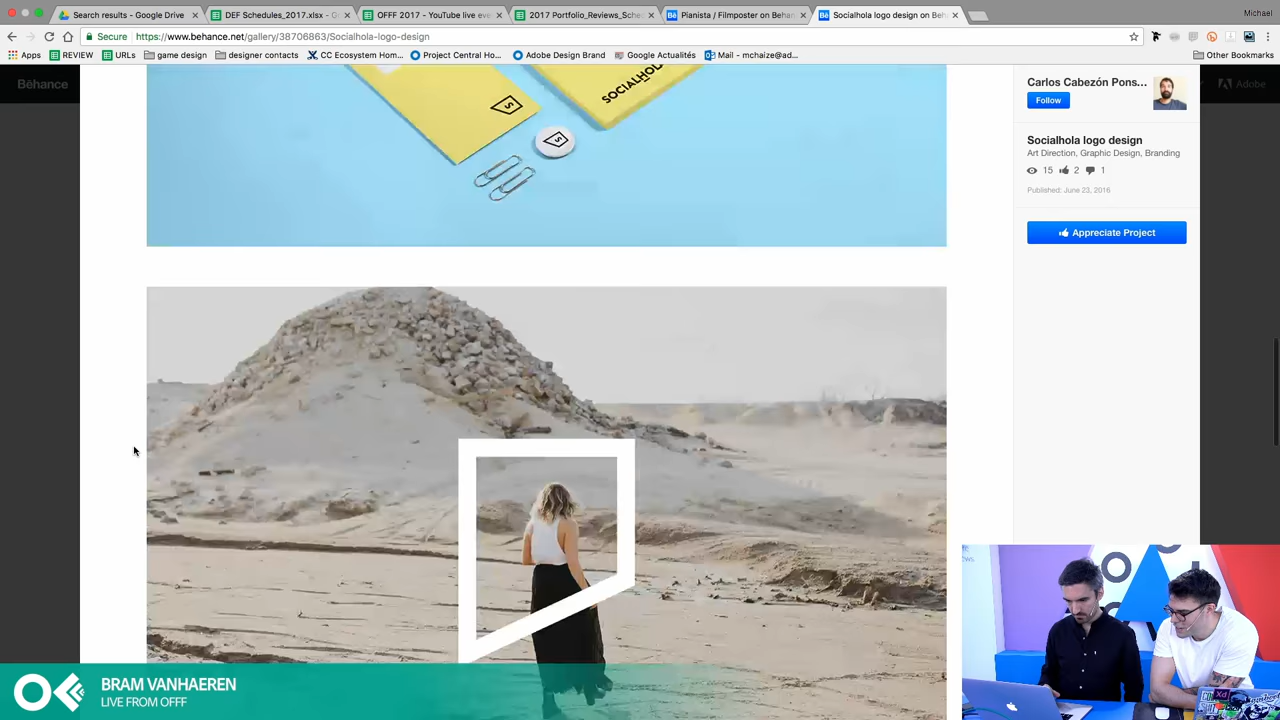 Search results - Google Drive
DEF Schedules_2017.xlsx - G
OFFF 2017 - YouTube live eve
2017 Portfolio_Reviews_Sche
Pianista / Filmposter on Behan
Socialhola logo design on Beh
Michael
Secure
https://www.behance.net/gallery/38706863/Socialhola-logo-design
Apps
REVIEW
URLs
game design
designer contacts
CC Ecosystem Hom...
Project Central Ho...
Adobe Design Brand
Google Actualités
Mail - mchaize@ad...
Other Bookmarks
Bēhance
Adobe
Carlos Cabezón Pons...
Follow
Socialhola logo design
Art Direction, Graphic Design, Branding
15 2 1
Published: June 23, 2016
Appreciate Project
SOCIALHOL
S
S
Xd
BRAM VANHAEREN
LIVE FROM OFFF